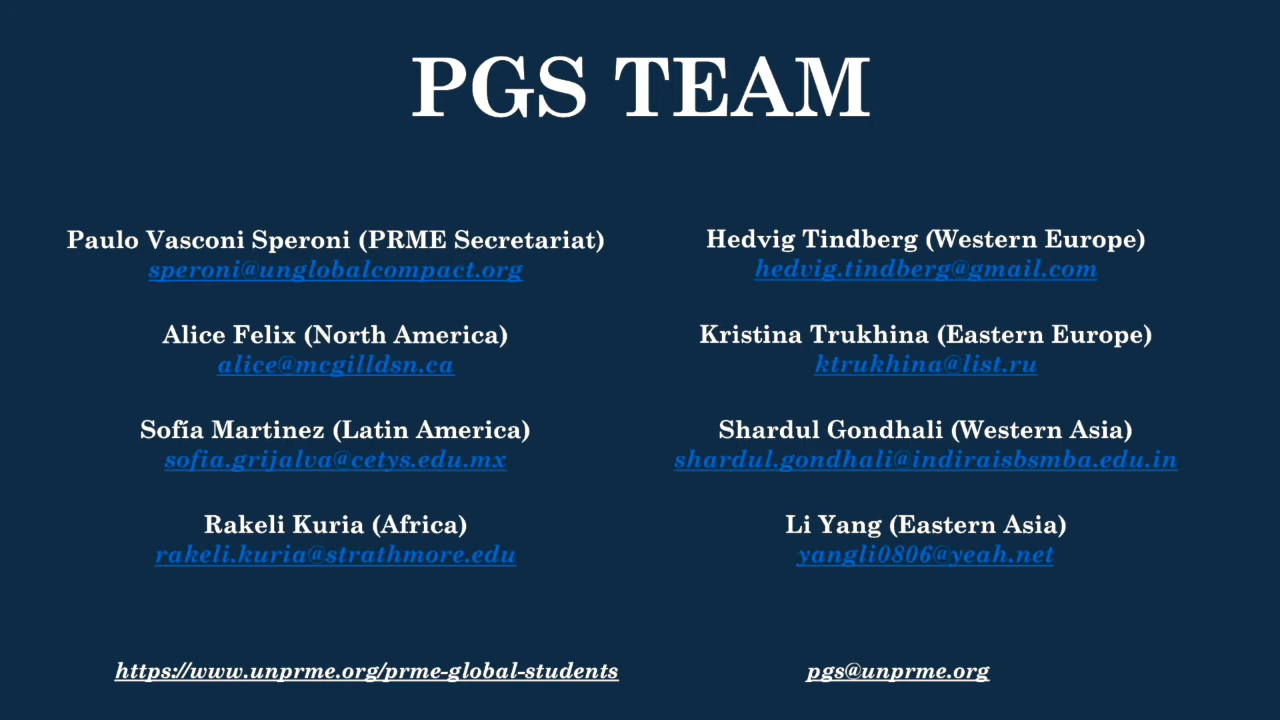 PGS TEAM
Paulo Vasconi Speroni (PRME Secretariat)
speroni@unglobalcompact.org
Alice Felix (North America)
alice@mcgilldsn.ca
Sofía Martinez (Latin America)
sofia.grijalva@cetys.edu.mx
Rakeli Kuria (Africa)
rakeli.kuria@strathmore.edu
Hedvig Tindberg (Western Europe)
hedvig.tindberg@gmail.com
Kristina Trukhina (Eastern Europe)
ktrukhina@list.ru
Shardul Gondhali (Western Asia)
shardul.gondhali@indiraisbsmba.edu.in
Li Yang (Eastern Asia)
yangli0806@yeah.net
https://www.unprme.org/prme-global-students
pgs@unprme.org